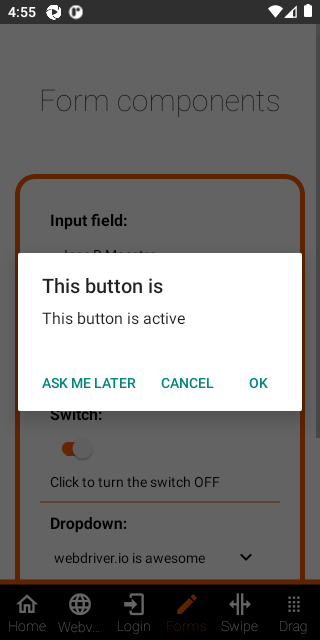 4:55
Form components
Input field:
This button is
This button is active
ASK ME LATER CANCEL OK
Switch:
Click to turn the switch OFF
Dropdown:
webdriver.io is awesome
Home Webv... Login Forms Swipe Drag